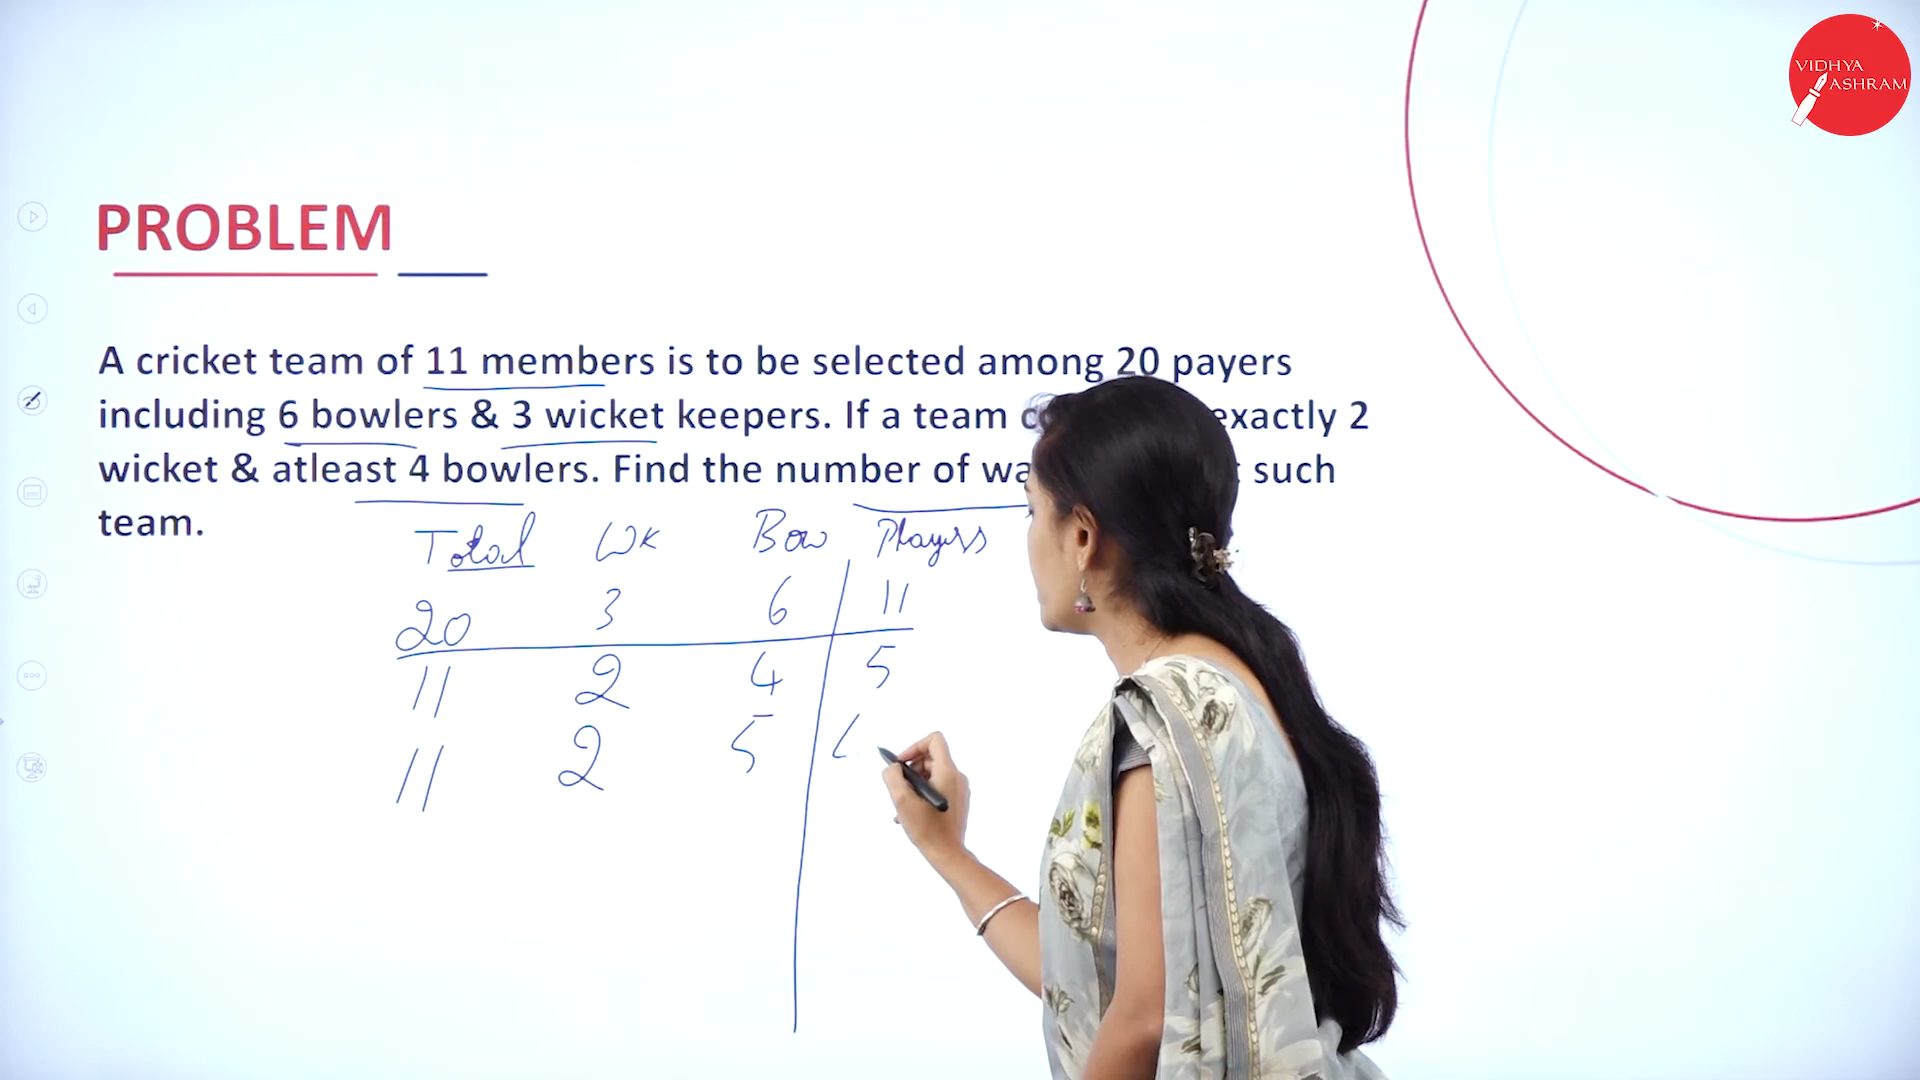 VIDHYA
ASHRAM
PROBLEM
A cricket team of 11 members is to be selected among 20 payers
including 6 bowlers & 3 wicket keepers. If a team exactly 2
wicket & atleast 4 bowlers. Find the number of such
team.
Total WK Bow Players
20 3 6 11
11 2 4 5
11 2 5